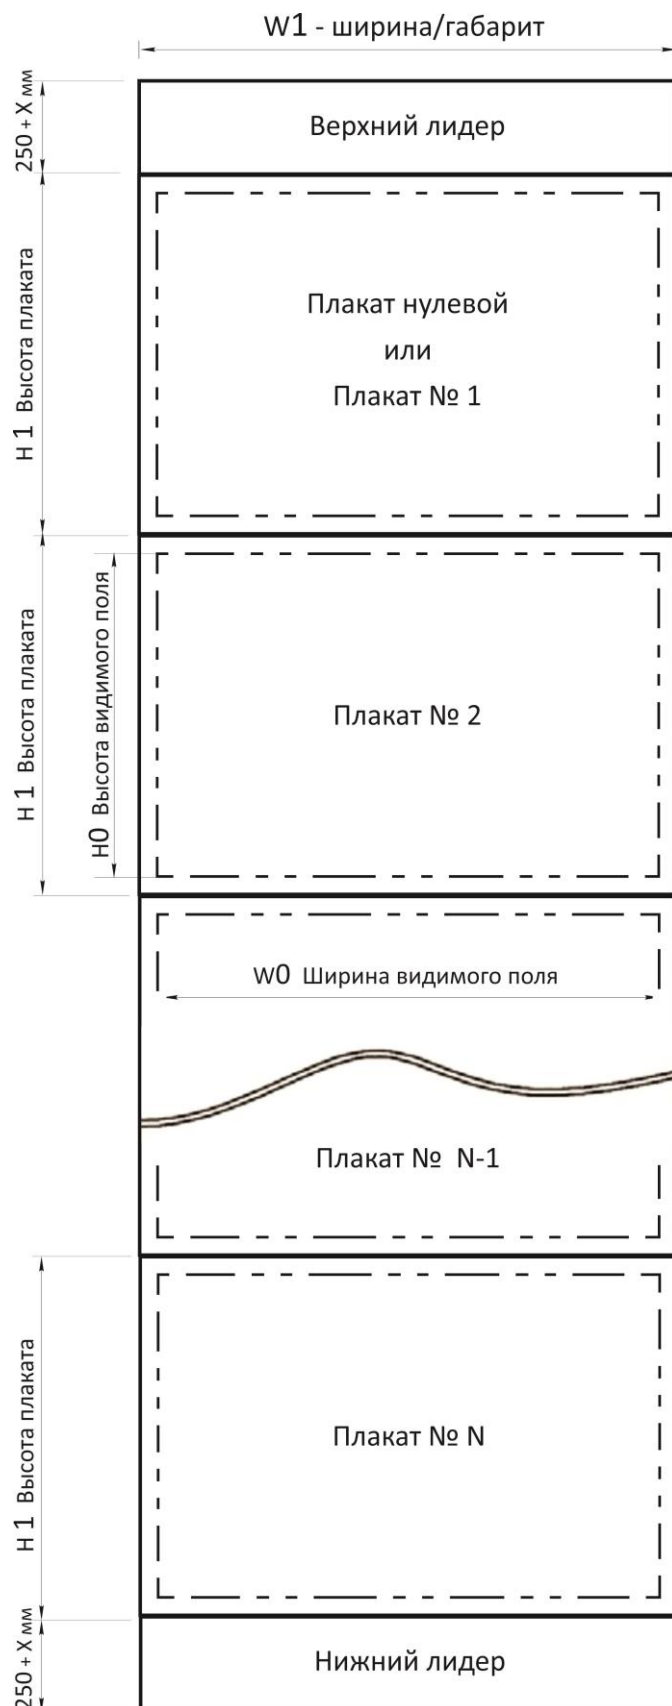 W1 - ширина/габарит
250 + X мм
Верхний лидер
H 1 Высота плаката
Плакат нулевой
или
Плакат № 1
H 1 Высота плаката
H0 Высота видимого поля
Плакат № 2
W0 Ширина видимого поля
Плакат № N-1
H 1 Высота плаката
Плакат № N
250 + X мм
Нижний лидер